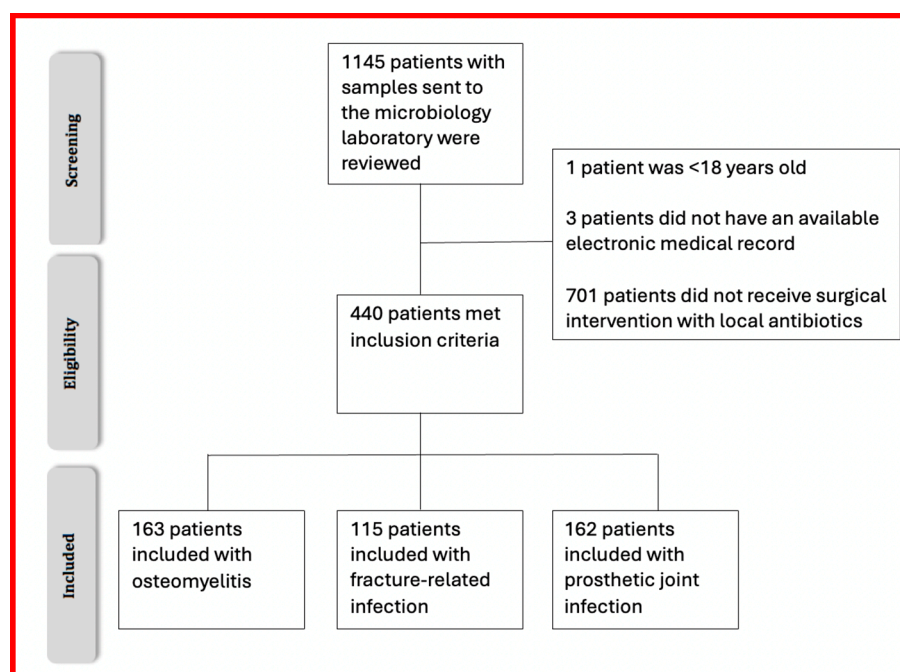 Screening
1145 patients with
samples sent to
the microbiology
laboratory were
reviewed
1 patient was <18 years old
3 patients did not have an available
electronic medical record
701 patients did not receive surgical
intervention with local antibiotics
Eligibility
440 patients met
inclusion criteria
Included
163 patients
included with
osteomyelitis
115 patients
included with
fracture-related
infection
162 patients
included with
prosthetic joint
infection